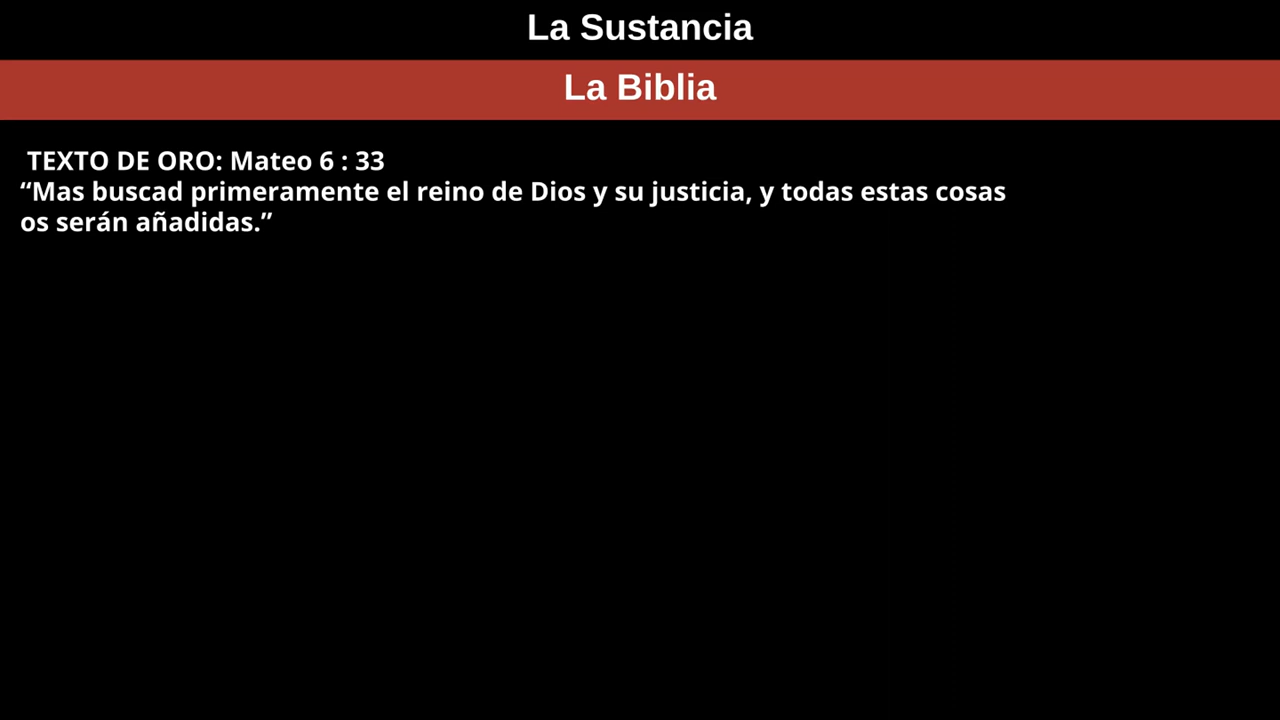 La Sustancia
La Biblia
TEXTO DE ORO: Mateo 6 : 33
“Mas buscad primeramente el reino de Dios y su justicia, y todas estas cosas
os serán añadidas.”